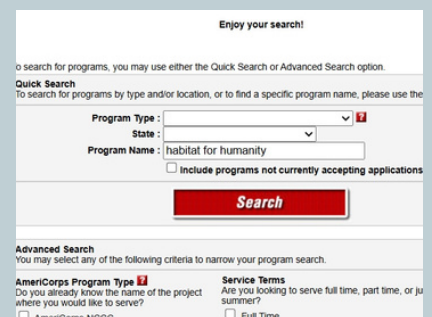 Enjoy your search!
o search for programs, you may use either the Quick Search or Advanced Search option.
Quick Search
To search for programs by type and/or location, or to find a specific program name, please use the
Program Type :
State :
Program Name : habitat for humanity
Include programs not currently accepting applications
Search
Advanced Search
You may select any of the following criteria to narrow your program search.
AmeriCorps Program Type ?
Do you already know the name of the project
where you would like to serve?
AmeriCorps NCCC
Service Terms
Are you looking to serve full time, part time, or ju
summer?
Full Time